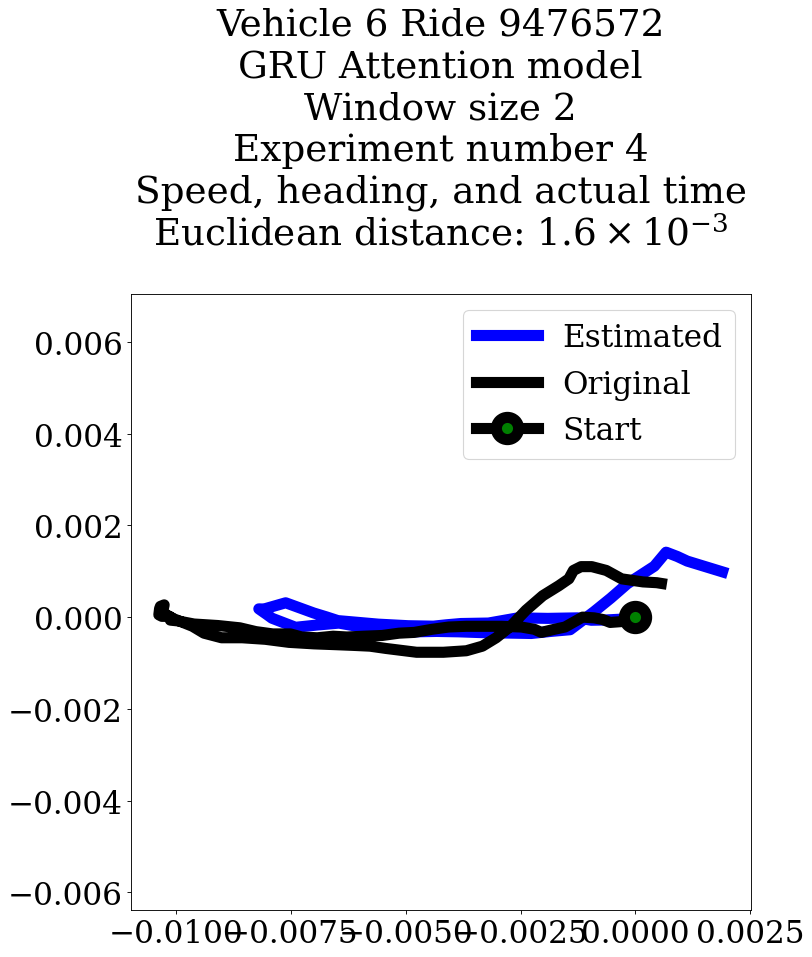 Vehicle 6 Ride 9476572
GRU Attention model
Window size 2
Experiment number 4
Speed, heading, and actual time
Euclidean distance: 1.6 × 10⁻³
Estimated
Original
Start
0.006
0.004
0.002
0.000
−0.002
−0.004
−0.006
−0.0100 −0.0075 −0.0050 −0.0025 0.0000 0.0025